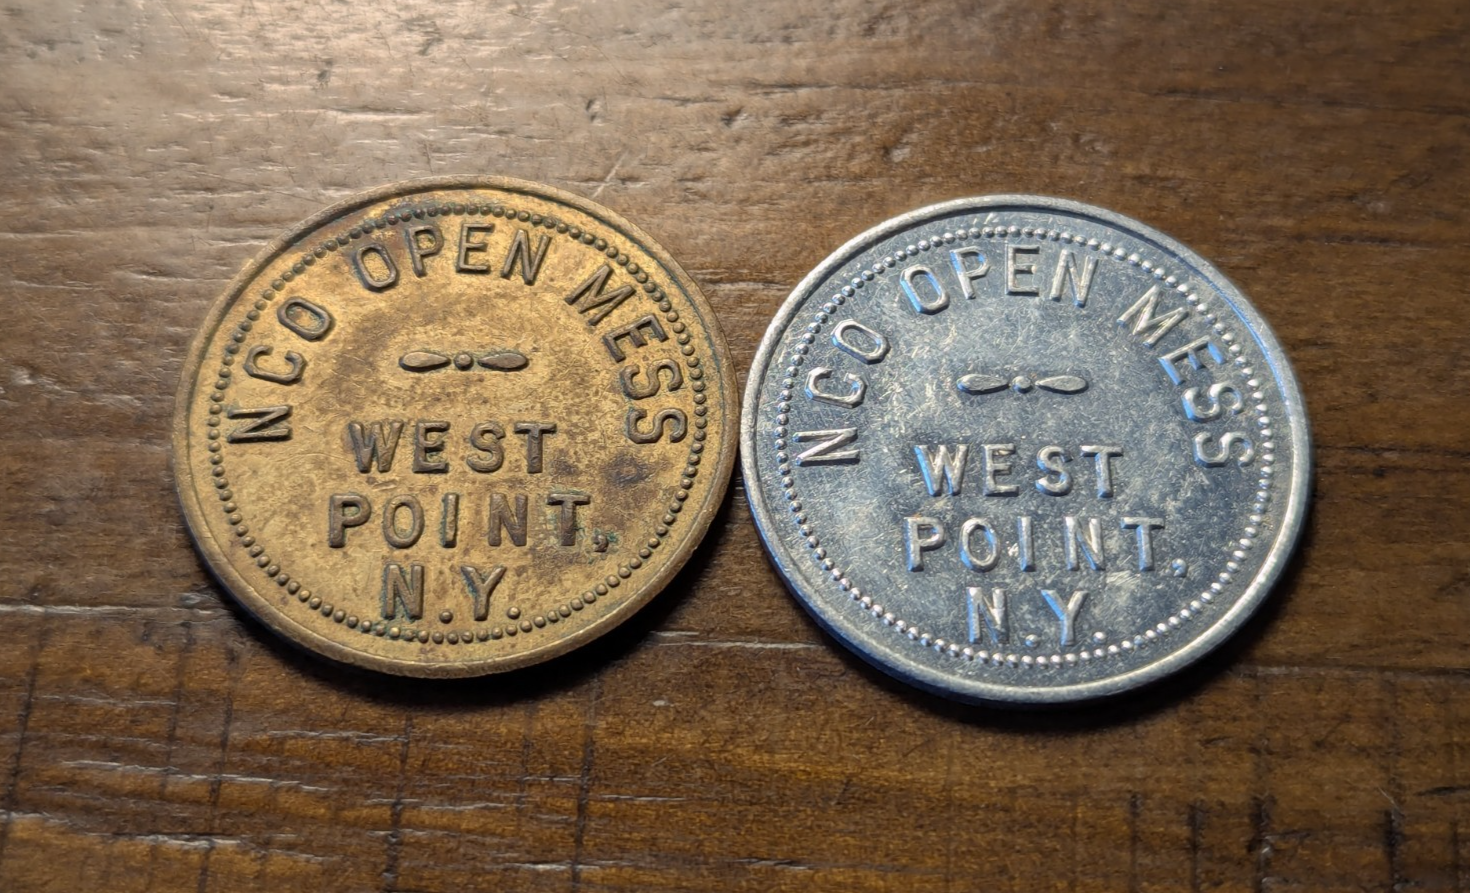 NCO OPEN MESS
WEST
POINT,
N.Y.
NCO OPEN MESS
WEST
POINT,
N.Y.